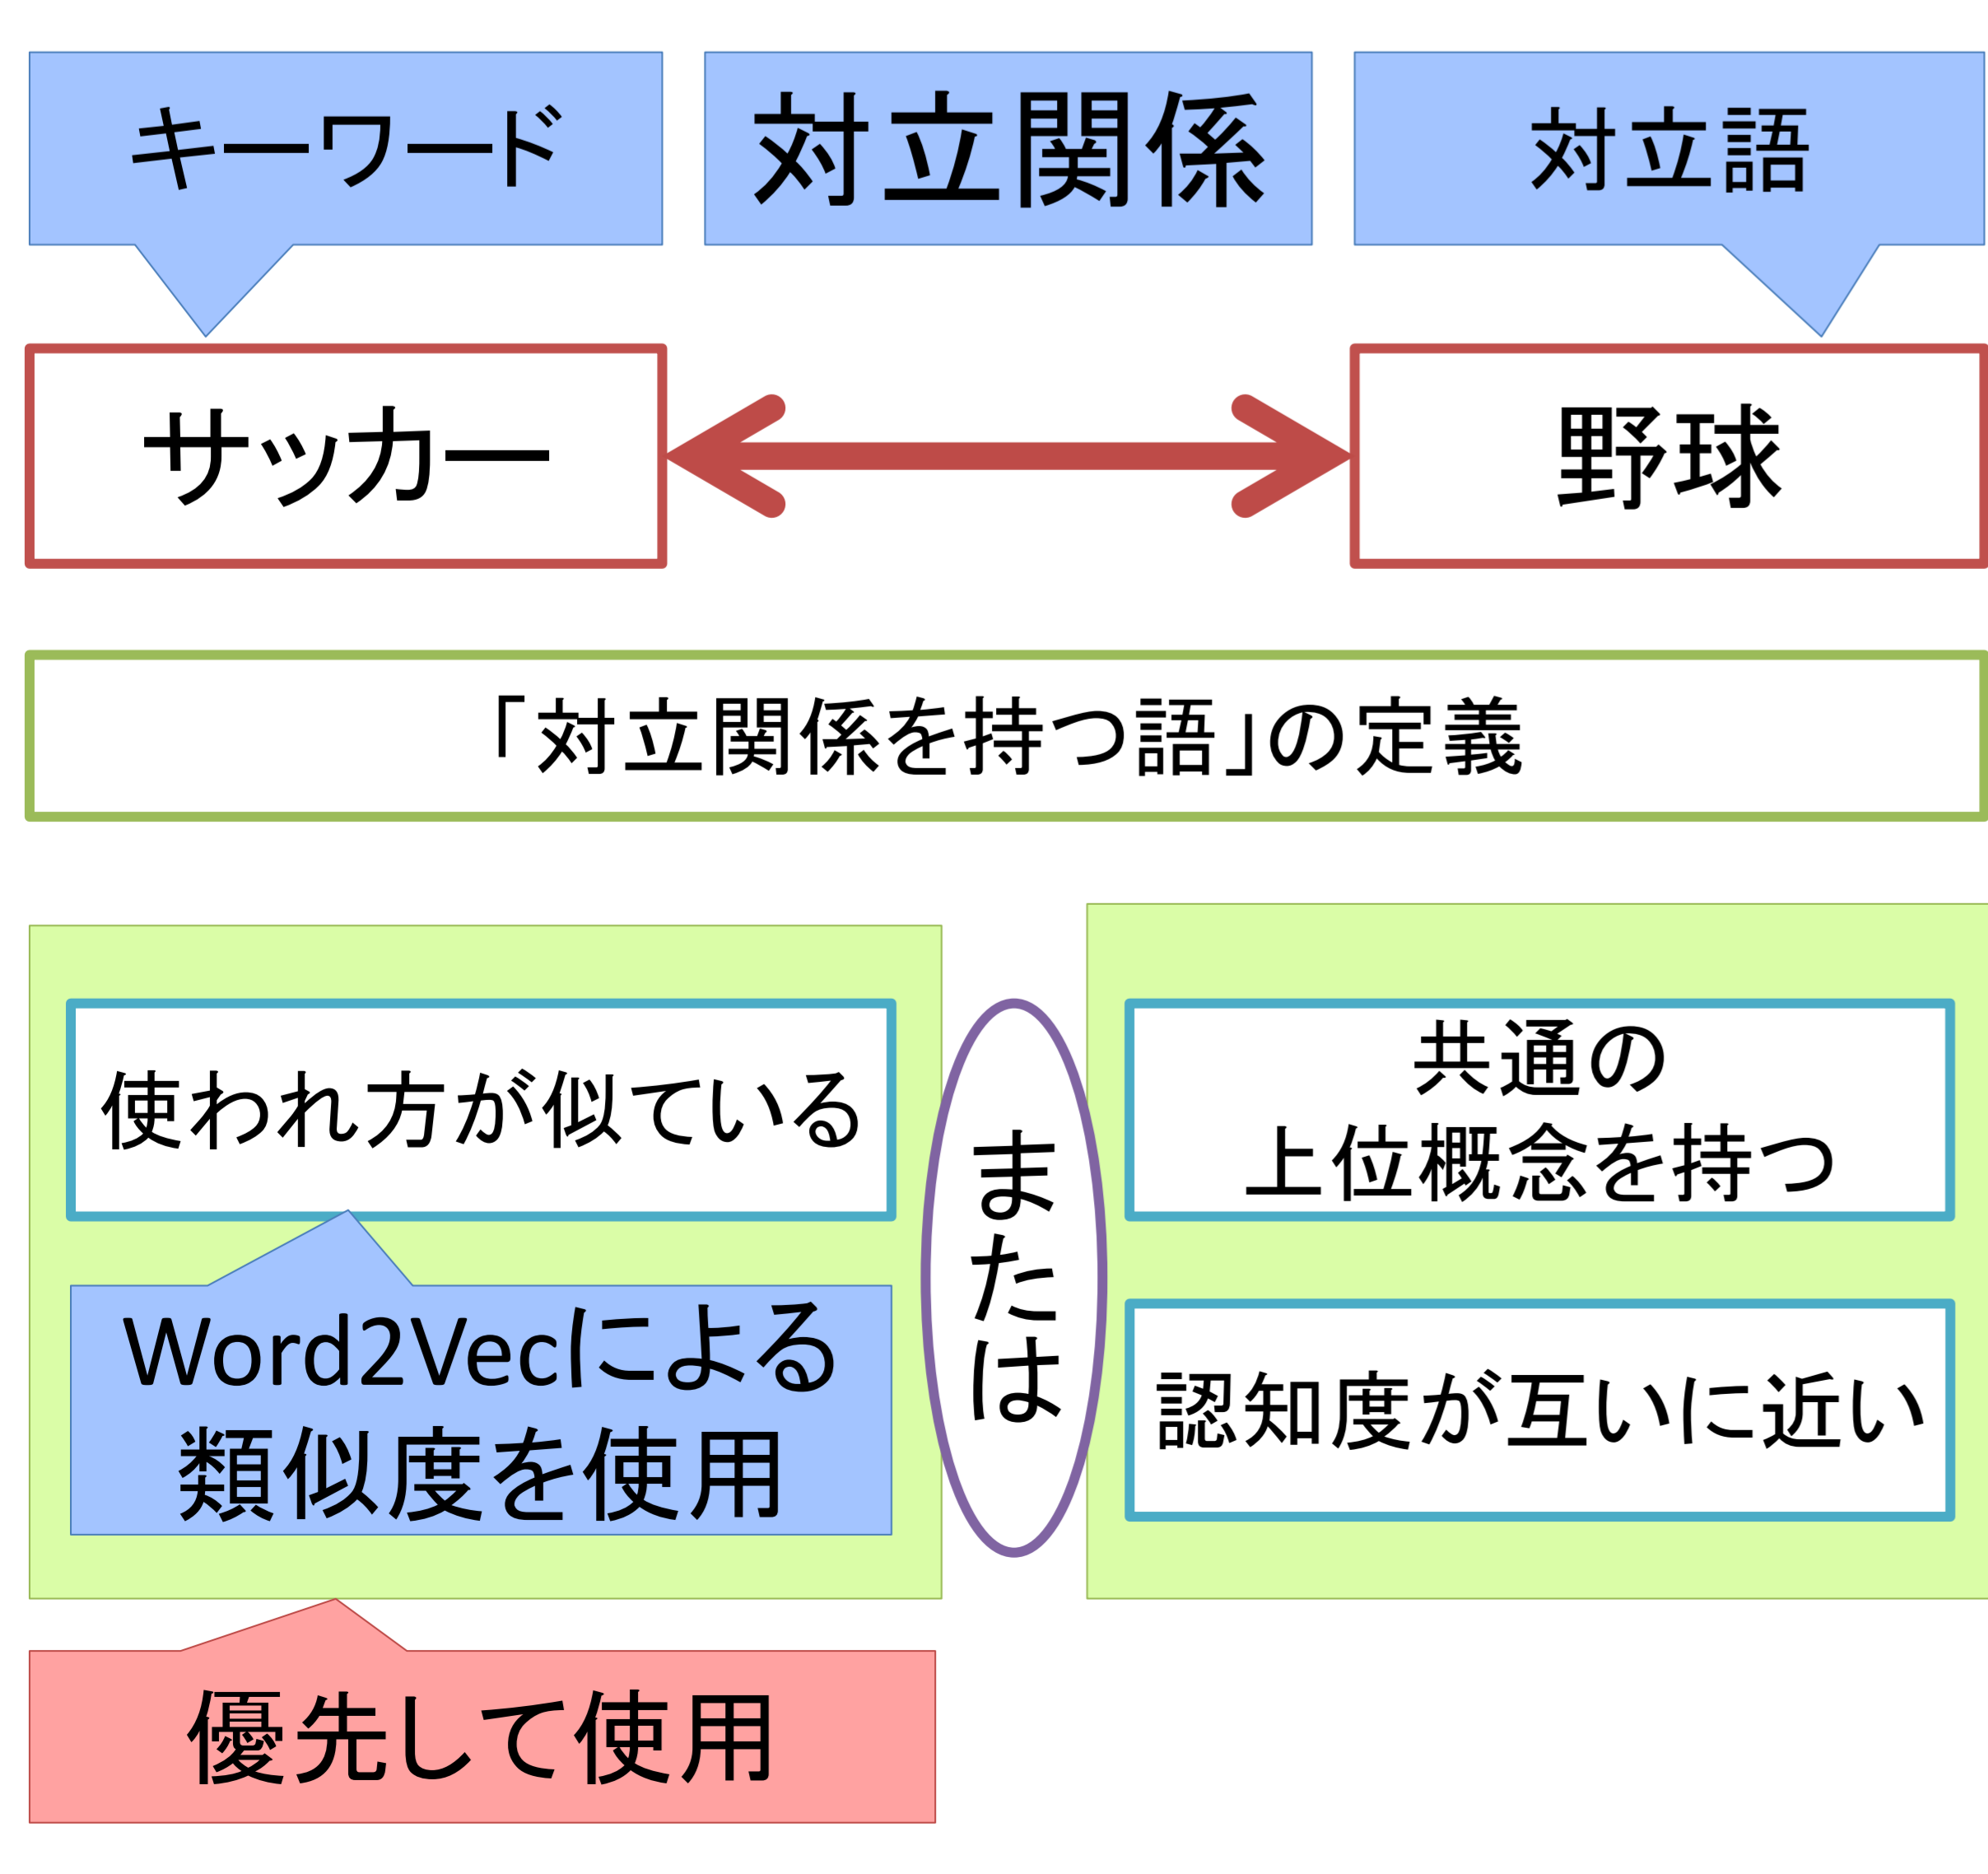 キーワード
対立関係
対立語
サッカー
野球
「対立関係を持つ語」の定義
使われ方が似ている
Word2Vecによる
類似度を使用
または
共通の
上位概念を持つ
認知度が互いに近い
優先して使用